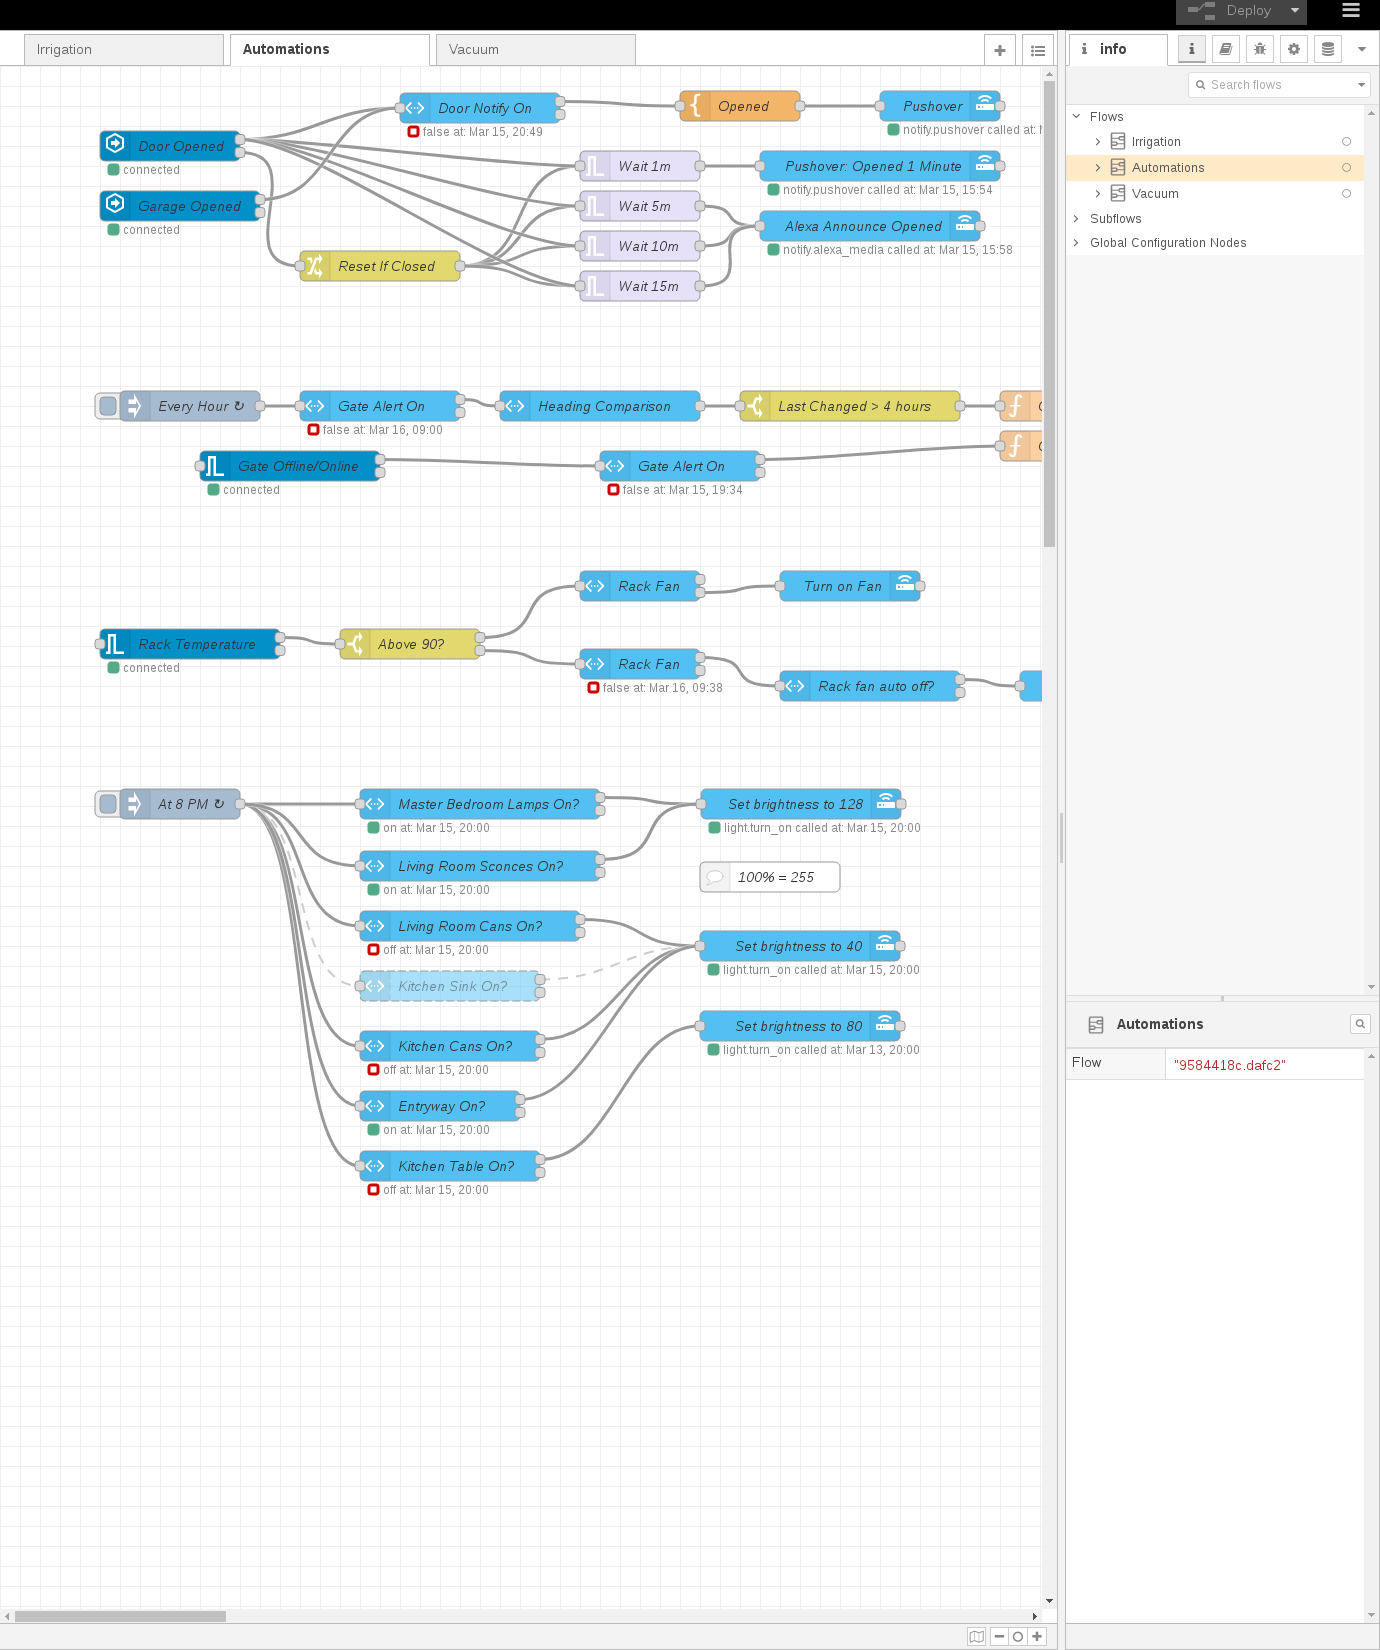 Deploy
Irrigation
Automations
Vacuum
info
Search flows
Flows
Irrigation
Automations
Vacuum
Subflows
Global Configuration Nodes
Door Notify On
false at: Mar 15, 20:49
Opened
Pushover
notify.pushover called at:
Door Opened
connected
Wait 1m
Pushover: Opened 1 Minute
notify.pushover called at: Mar 15, 15:54
Garage Opened
connected
Wait 5m
Alexa Announce Opened
notify.alexa_media called at: Mar 15, 15:58
Wait 10m
Reset If Closed
Wait 15m
Every Hour ↻
Gate Alert On
false at: Mar 16, 09:00
Heading Comparison
Last Changed > 4 hours
Gate Offline/Online
connected
Gate Alert On
false at: Mar 15, 19:34
Rack Fan
Turn on Fan
Rack Temperature
connected
Above 90?
Rack Fan
false at: Mar 16, 09:38
Rack fan auto off?
At 8 PM ↻
Master Bedroom Lamps On?
on at: Mar 15, 20:00
Set brightness to 128
light.turn_on called at: Mar 15, 20:00
Living Room Sconces On?
on at: Mar 15, 20:00
100% = 255
Living Room Cans On?
off at: Mar 15, 20:00
Set brightness to 40
light.turn_on called at: Mar 15, 20:00
Kitchen Sink On?
Set brightness to 80
light.turn_on called at: Mar 13, 20:00
Kitchen Cans On?
off at: Mar 15, 20:00
Entryway On?
on at: Mar 15, 20:00
Kitchen Table On?
off at: Mar 15, 20:00
Automations
Flow
"9584418c.dafc2"